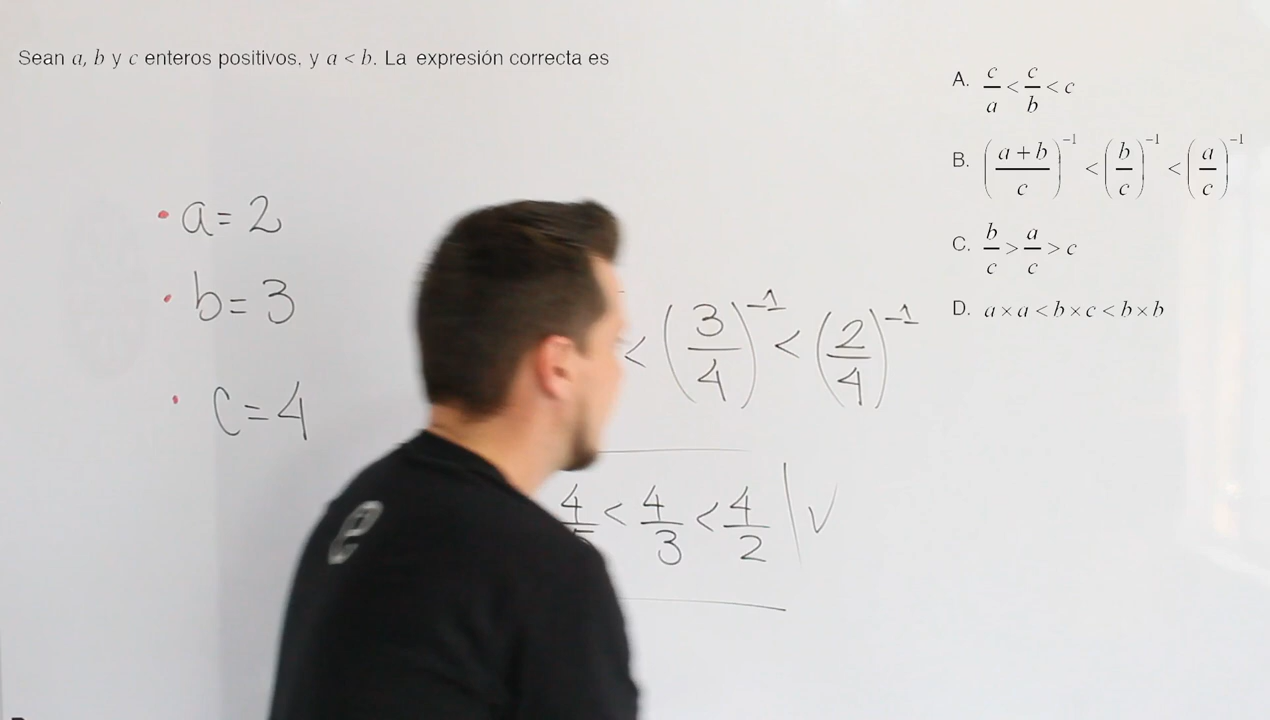 Sean a, b y c enteros positivos, y a < b. La expresión correcta es
A. c/a < c/b < c
B. ((a+b)/c)⁻¹ < (b/c)⁻¹ < (a/c)⁻¹
C. b/c > a/c > c
D. a×a < b×c < b×b
• a = 2
• b = 3
• c = 4
< (3/4)⁻¹ < (2/4)⁻¹
4 < 4/3 < 4/2 | V
e